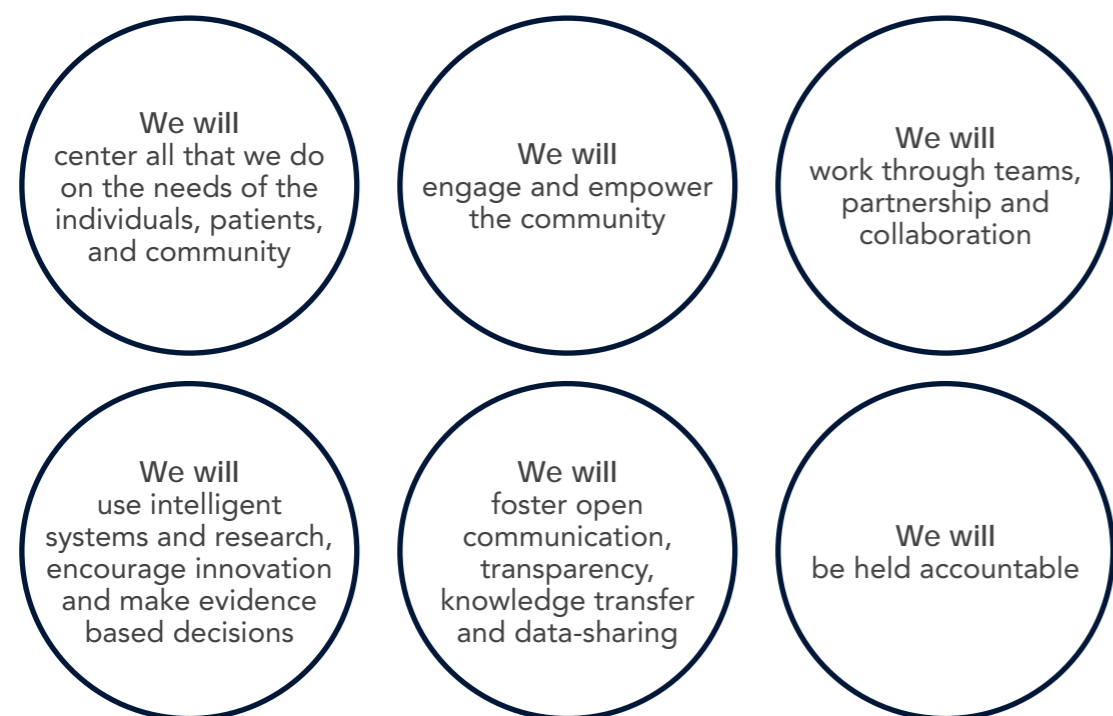 We will
center all that we do
on the needs of the
individuals, patients,
and community
We will
engage and empower
the community
We will
work through teams,
partnership and
collaboration
We will
use intelligent
systems and research,
encourage innovation
and make evidence
based decisions
We will
foster open
communication,
transparency,
knowledge transfer
and data-sharing
We will
be held accountable